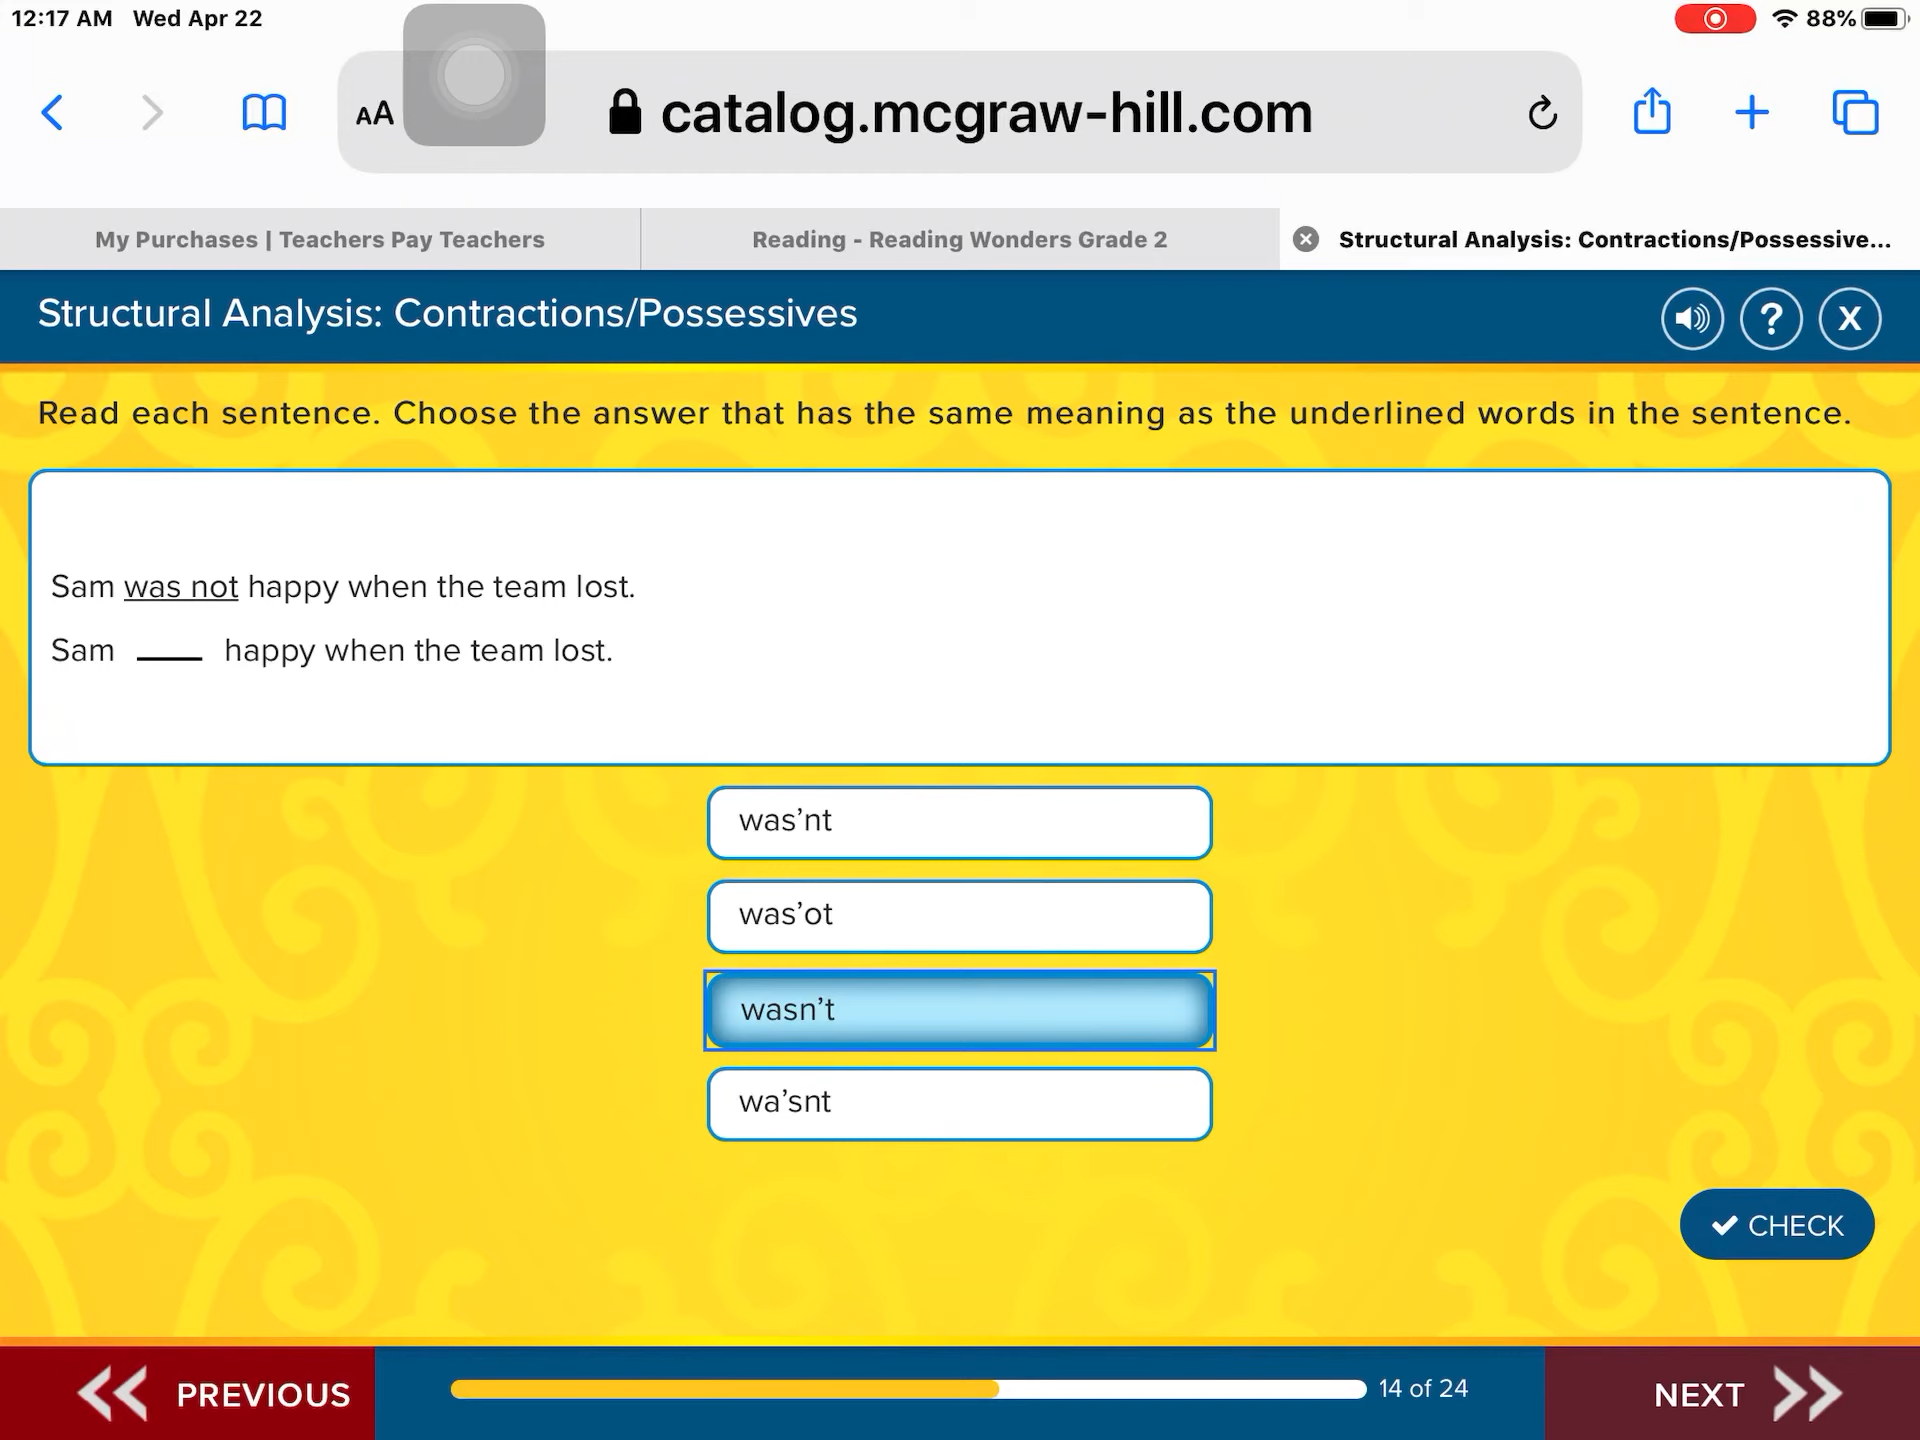 12:17 AM Wed Apr 22
88%
AA catalog.mcgraw-hill.com
My Purchases | Teachers Pay Teachers
Reading - Reading Wonders Grade 2
Structural Analysis: Contractions/Possessive...
Structural Analysis: Contractions/Possessives
? X
Read each sentence. Choose the answer that has the same meaning as the underlined words in the sentence.
Sam was not happy when the team lost.
Sam ____ happy when the team lost.
was’nt
was’ot
wasn’t
wa’snt
CHECK
PREVIOUS
14 of 24
NEXT